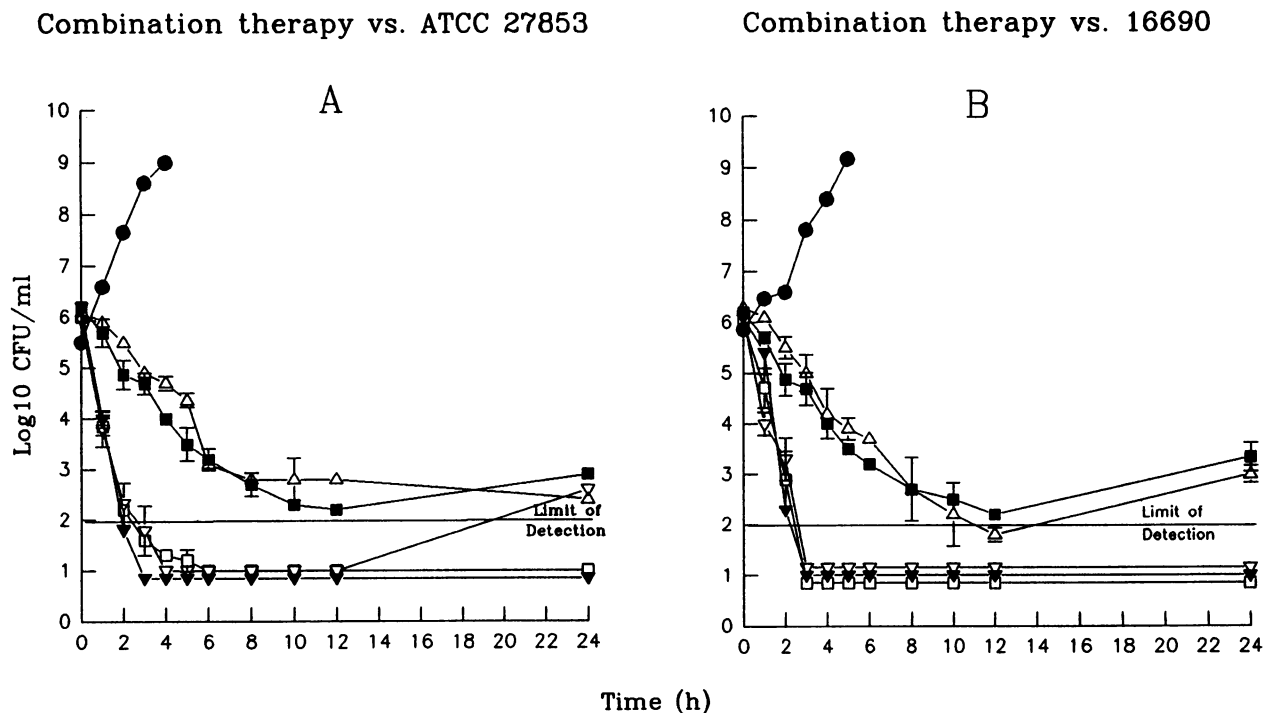 Combination therapy vs. ATCC 27853
Combination therapy vs. 16690
A
B
Log10 CFU/ml
10
9
8
7
6
5
4
3
2
1
0
Limit of
Detection
0 2 4 6 8 10 12 14 16 18 20 22 24
10
9
8
7
6
5
4
3
2
1
0
Limit of
Detection
0 2 4 6 8 10 12 14 16 18 20 22 24
Time (h)